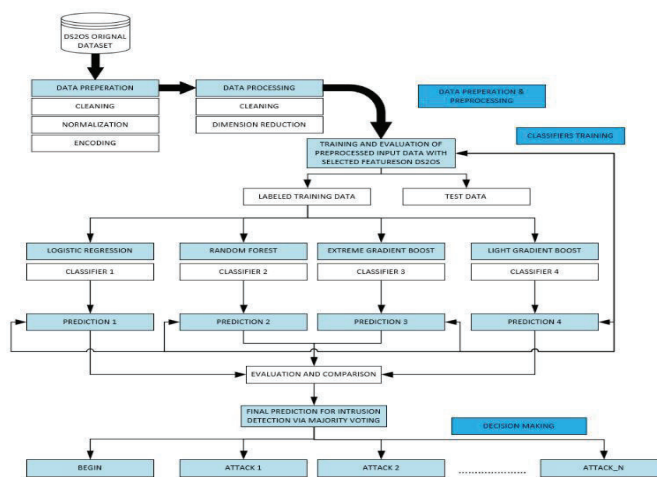 DS2OS ORIGNAL
DATASET
DATA PREPERATION
DATA PROCESSING
DATA PREPERATION &
PREPROCESSING
CLEANING
CLEANING
NORMALIZATION
DIMENSION REDUCTION
ENCODING
CLASSIFIERS TRAINING
TRAINING AND EVALUATION OF
PREPROCESSED INPUT DATA WITH
SELECTED FEATURESON DS2OS
LABELED TRAINING DATA
TEST DATA
LOGISTIC REGRESSION
RANDOM FOREST
EXTREME GRADIENT BOOST
LIGHT GRADIENT BOOST
CLASSIFIER 1
CLASSIFIER 2
CLASSIFIER 3
CLASSIFIER 4
PREDICTION 1
PREDICTION 2
PREDICTION 3
PREDICTION 4
EVALUATION AND COMPARISON
FINAL PREDICTION FOR INTRUSION
DETECTION VIA MAJORITY VOTING
DECISION MAKING
BEGIN
ATTACK 1
ATTACK 2
.....................
ATTACK_N